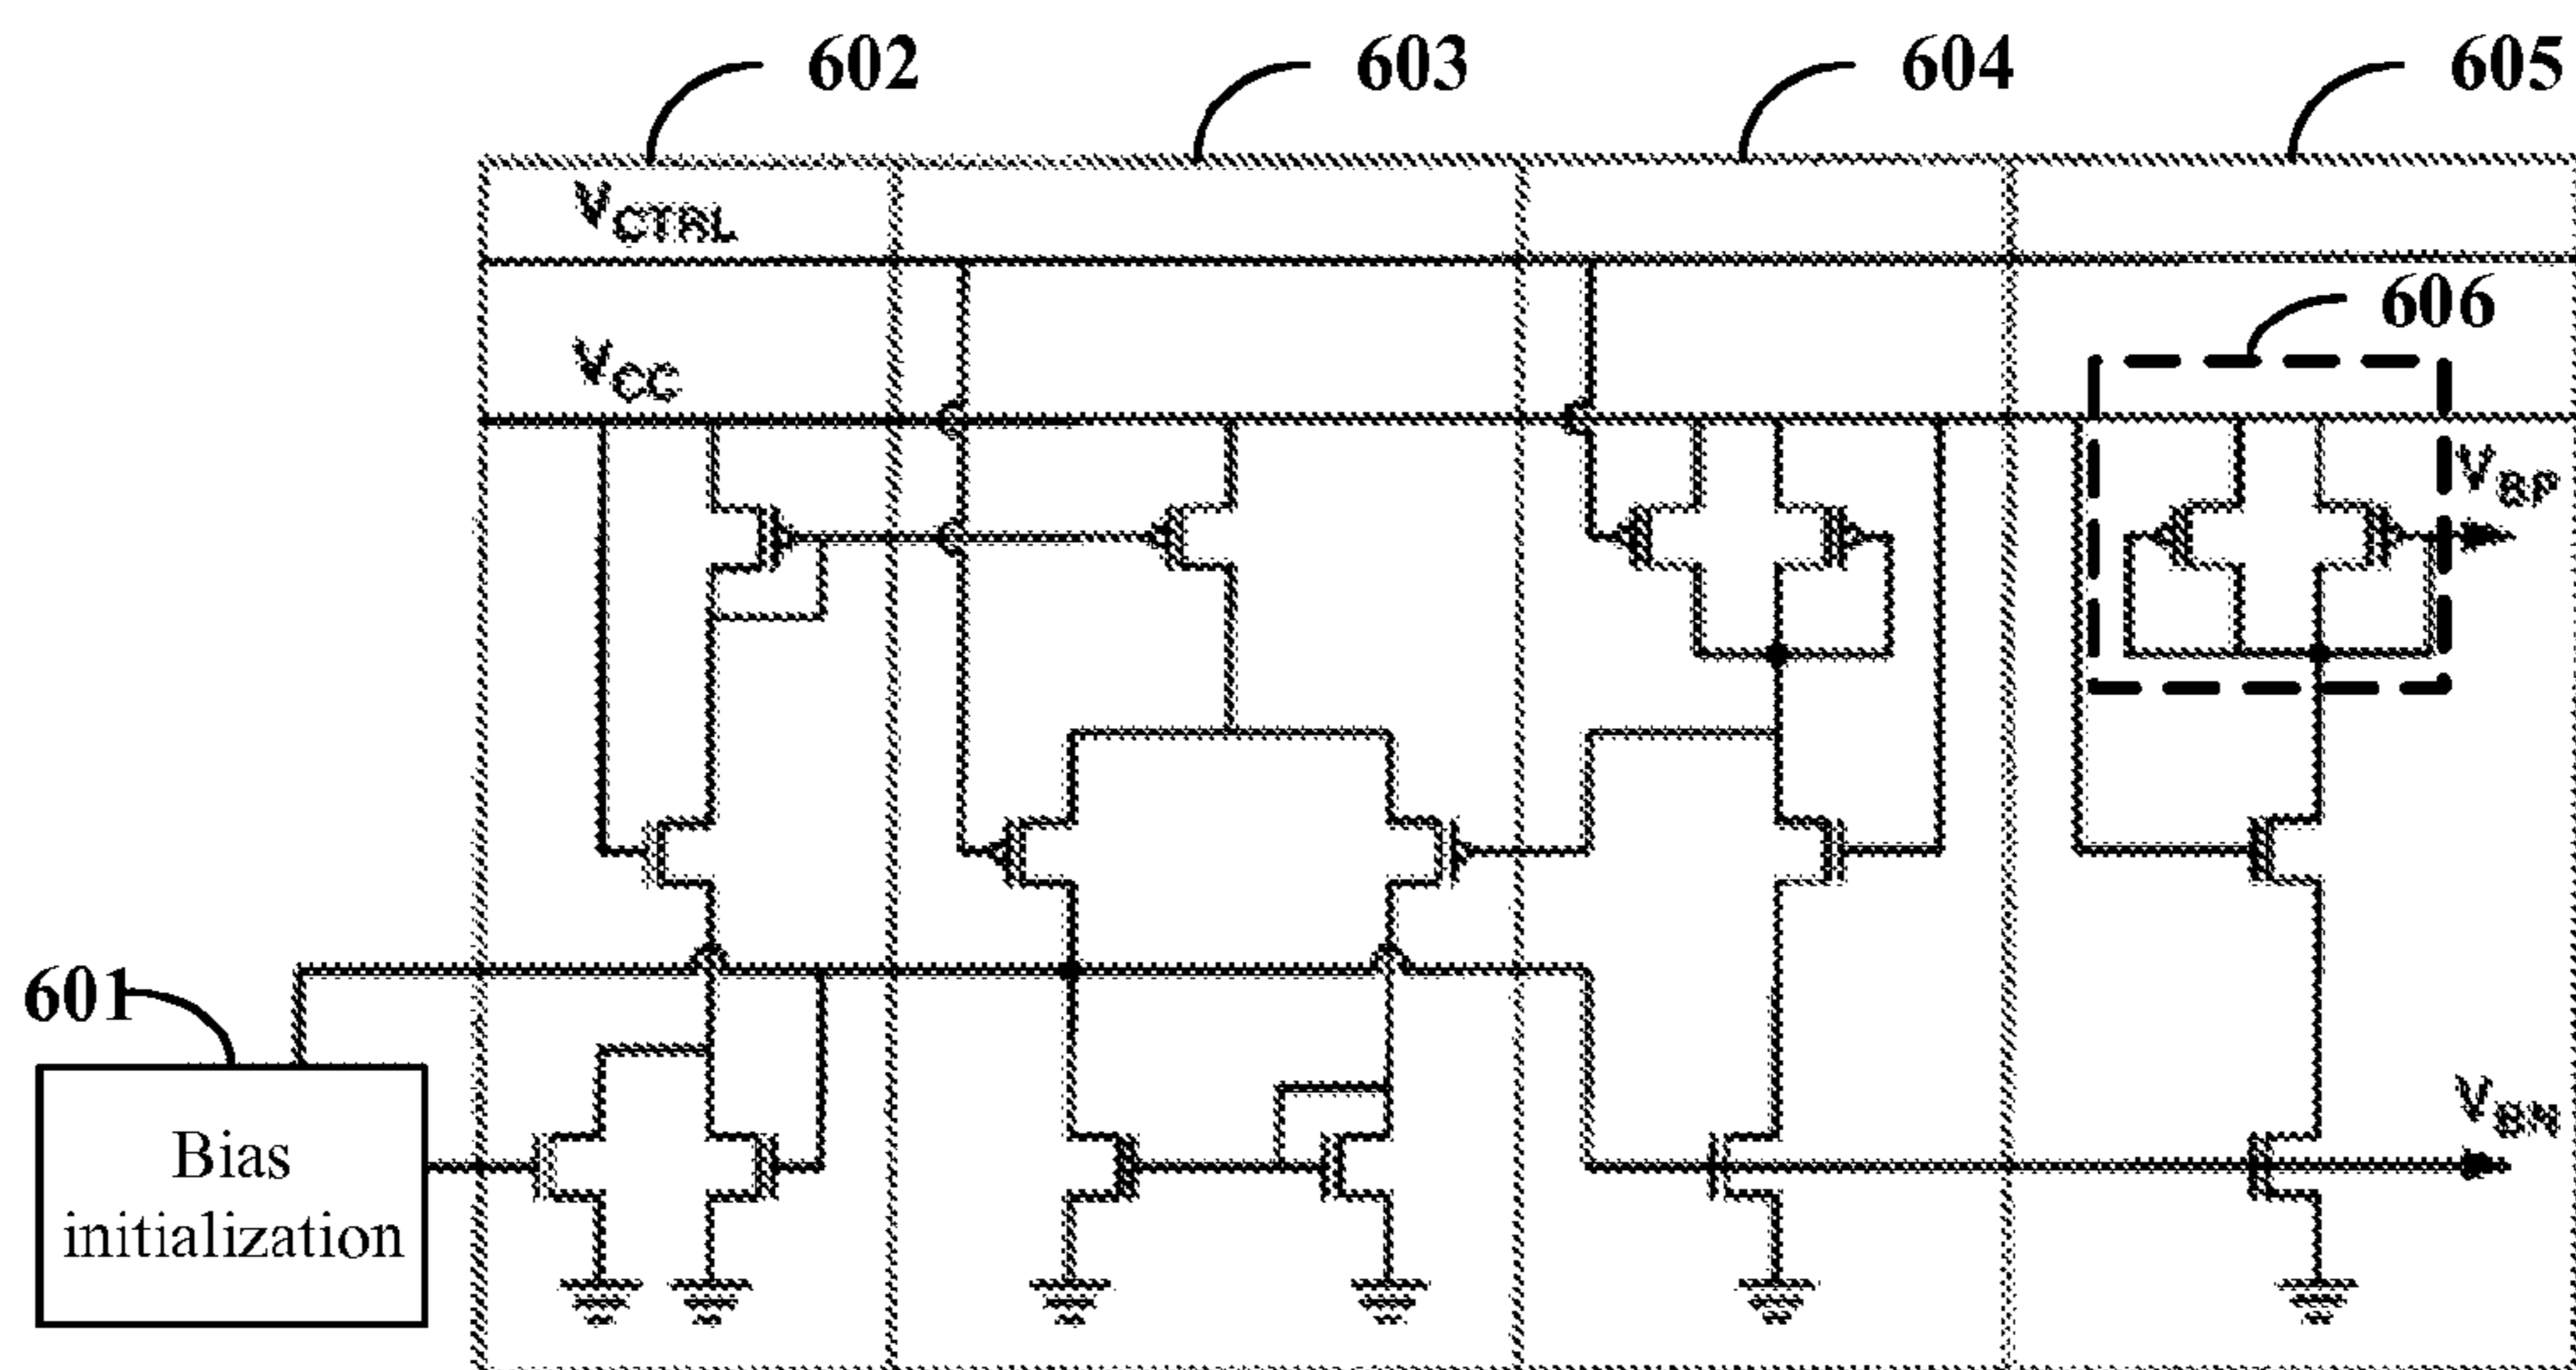 602
603
604
605
VCTRL
606
VCC
VBP
601
Bias
initialization
VBN